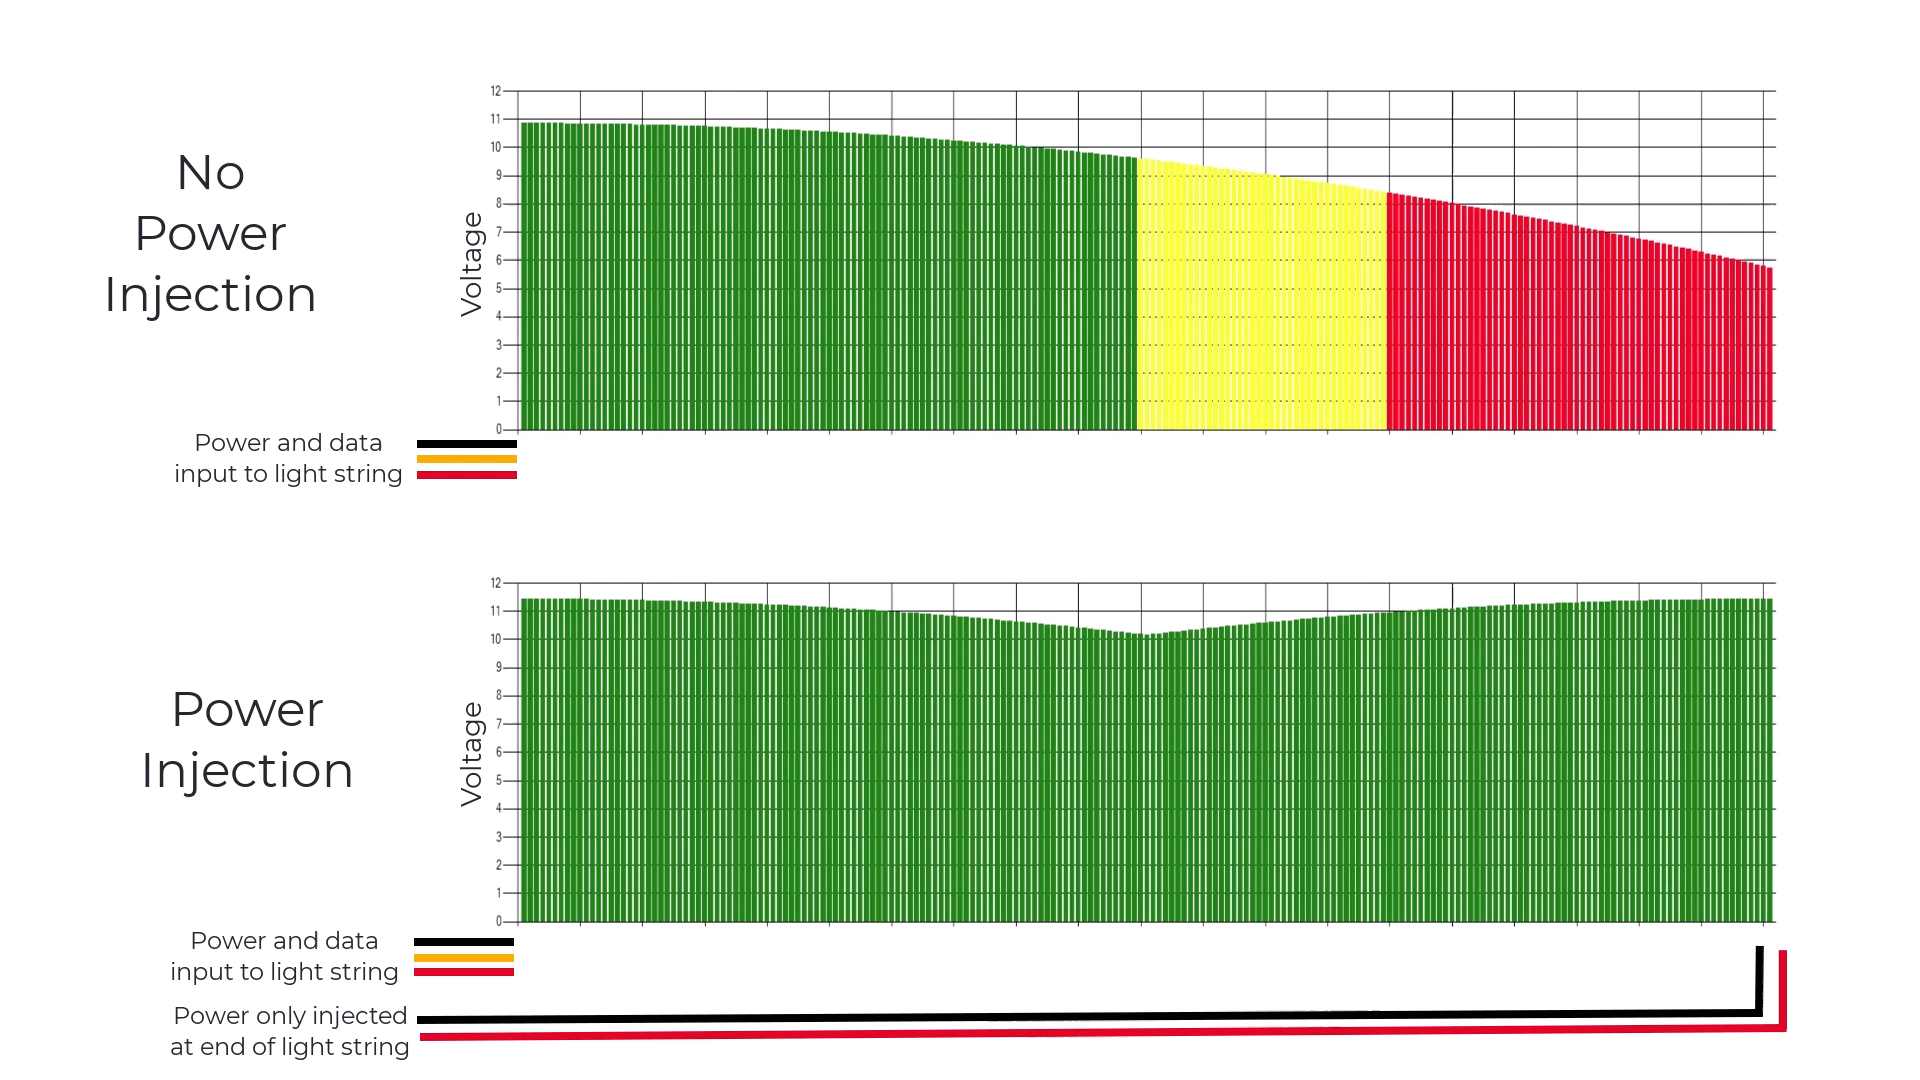 No
Power
Injection
Voltage
12
11
10
9
8
7
6
5
4
3
2
1
0
Power and data
input to light string
Power
Injection
Voltage
12
11
10
9
8
7
6
5
4
3
2
1
0
Power and data
input to light string
Power only injected
at end of light string